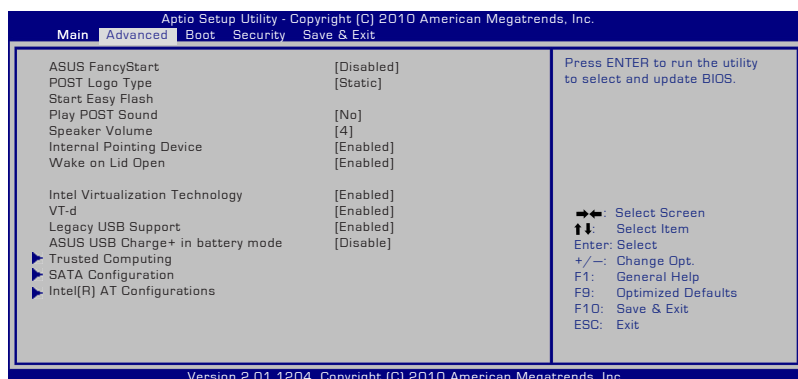 Aptio Setup Utility - Copyright (C) 2010 American Megatrends, Inc.
Main Advanced Boot Security Save & Exit
ASUS FancyStart [Disabled]
POST Logo Type [Static]
Start Easy Flash
Play POST Sound [No]
Speaker Volume [4]
Internal Pointing Device [Enabled]
Wake on Lid Open [Enabled]
Intel Virtualization Technology [Enabled]
VT-d [Enabled]
Legacy USB Support [Enabled]
ASUS USB Charge+ in battery mode [Disable]
Trusted Computing
SATA Configuration
Intel(R) AT Configurations
Press ENTER to run the utility
to select and update BIOS.
→←: Select Screen
↑↓: Select Item
Enter: Select
+/—: Change Opt.
F1: General Help
F9: Optimized Defaults
F10: Save & Exit
ESC: Exit
Version 2.01.1204. Copyright (C) 2010 American Megatrends, Inc.